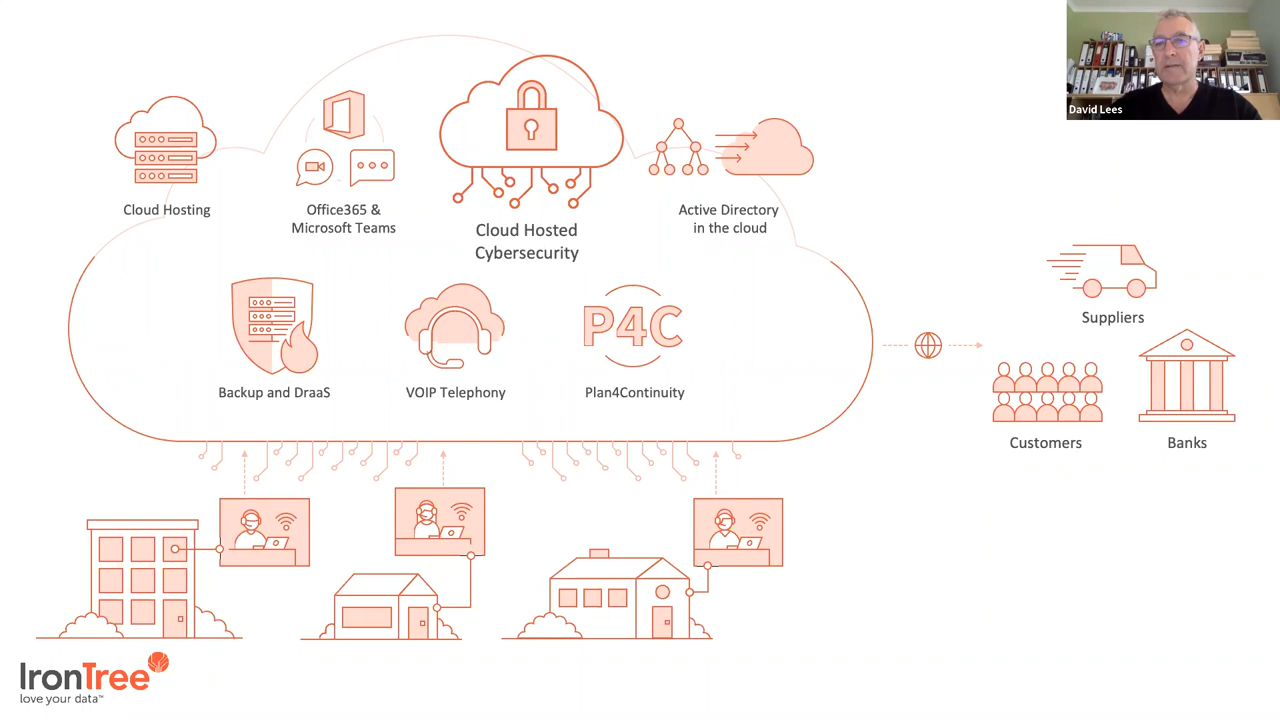 David Lees
Cloud Hosting
Office365 &
Microsoft Teams
Cloud Hosted
Cybersecurity
Active Directory
in the cloud
Backup and DraaS
VOIP Telephony
P4C
Plan4Continuity
Suppliers
Customers
Banks
IronTree
love your data™